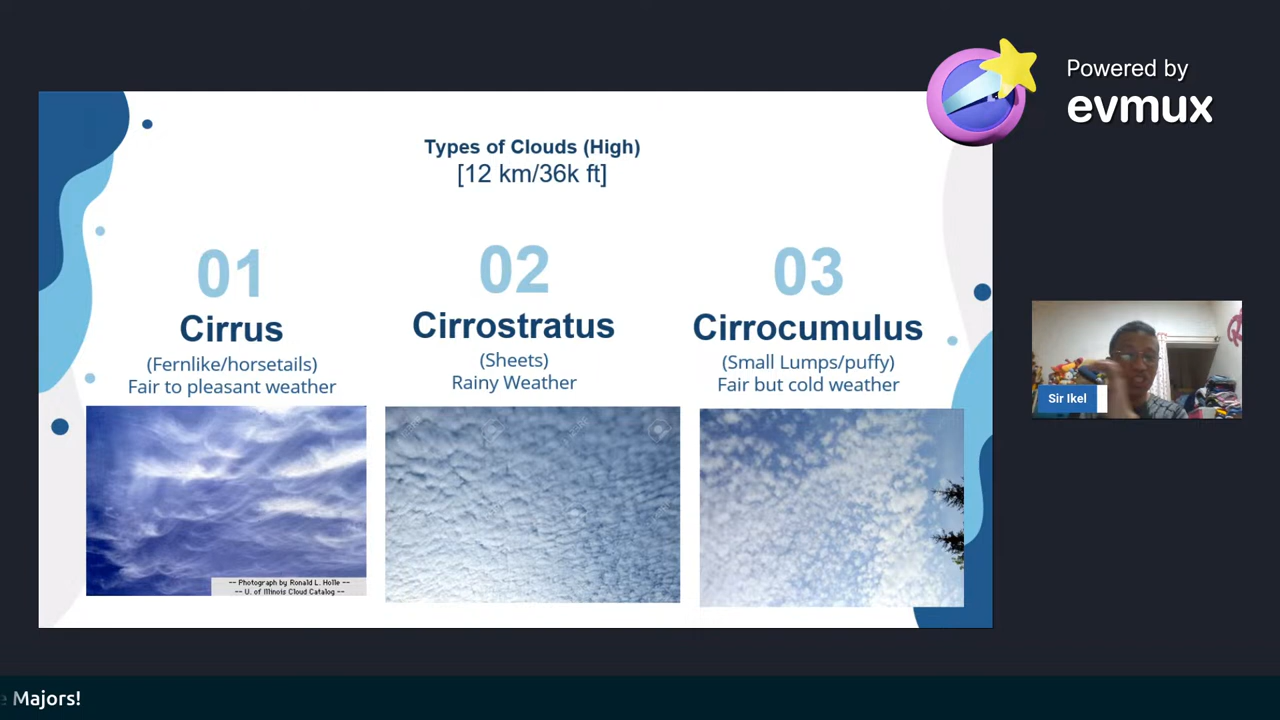 Powered by
evmux
Types of Clouds (High)
[12 km/36k ft]
01
Cirrus
(Fernlike/horsetails)
Fair to pleasant weather
02
Cirrostratus
(Sheets)
Rainy Weather
03
Cirrocumulus
(Small Lumps/puffy)
Fair but cold weather
-- Photograph by Ronald L. Holle --
-- U. of Illinois Cloud Catalog --
Sir Ikel
Majors!